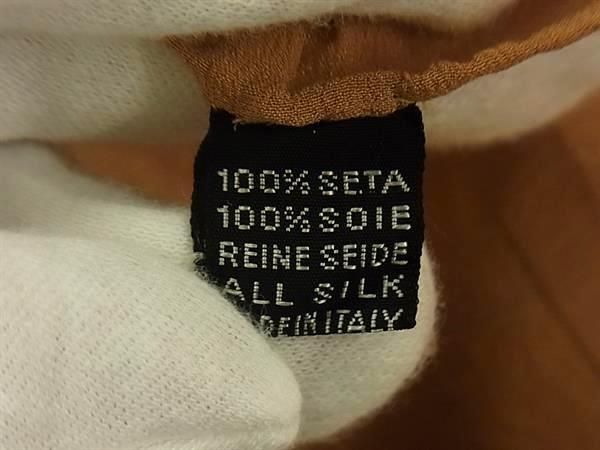 100% SETA
100% SOIE
REINE SEIDE
ALL SILK
IN ITALY